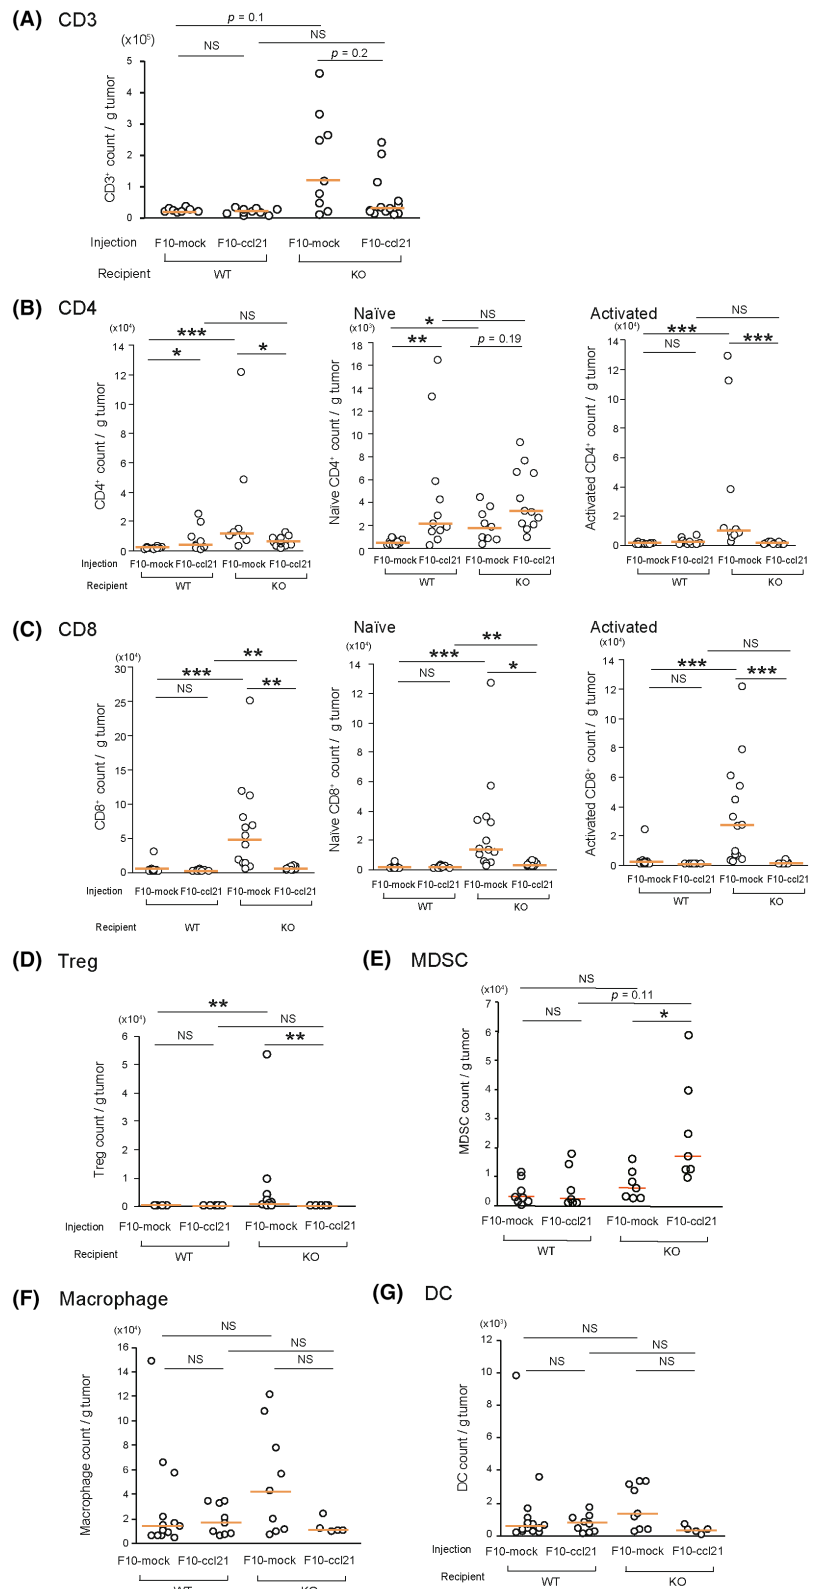 (A) CD3
p = 0.1
(x10⁵) NS NS
p = 0.2
CD3⁺ count / g tumor
5
4
3
2
1
0
Injection F10-mock F10-ccl21 F10-mock F10-ccl21
Recipient WT KO
(B) CD4
(x10⁴) NS
***
* *
CD4⁺ count / g tumor
14
12
10
8
6
4
2
0
Injection F10-mock F10-ccl21 F10-mock F10-ccl21
Recipient WT KO
Naïve
(x10³) * NS
** p = 0.19
Naïve CD4⁺ count / g tumor
18
16
14
12
10
8
6
4
2
0
F10-mock F10-ccl21 F10-mock F10-ccl21
WT KO
Activated
(x10⁴) NS
*** ***
NS
Activated CD4⁺ count / g tumor
14
12
10
8
6
4
2
0
F10-mock F10-ccl21 F10-mock F10-ccl21
WT KO
(C) CD8
(x10⁴) **
*** **
NS
CD8⁺ count / g tumor
30
25
20
15
10
5
0
Injection F10-mock F10-ccl21 F10-mock F10-ccl21
Recipient WT KO
Naïve
(x10⁴) **
*** *
NS
Naïve CD8⁺ count / g tumor
14
12
10
8
6
4
2
0
F10-mock F10-ccl21 F10-mock F10-ccl21
WT KO
Activated
(x10⁴) NS
*** ***
NS
Activated CD8⁺ count / g tumor
14
12
10
8
6
4
2
0
F10-mock F10-ccl21 F10-mock F10-ccl21
WT KO
(D) Treg
(x10⁴) **
NS
NS **
Treg count / g tumor
6
5
4
3
2
1
0
Injection F10-mock F10-ccl21 F10-mock F10-ccl21
Recipient WT KO
(E) MDSC
(x10⁴) NS
p = 0.11
NS *
MDSC count / g tumor
7
6
5
4
3
2
1
0
F10-mock F10-ccl21 F10-mock F10-ccl21
WT KO
(F) Macrophage
(x10⁴) NS
NS
NS NS
Macrophage count / g tumor
16
14
12
10
8
6
4
2
0
F10-mock F10-ccl21 F10-mock F10-ccl21
WT KO
(G) DC
(x10³) NS
NS
NS NS
DC count / g tumor
12
10
8
6
4
2
0
Injection F10-mock F10-ccl21 F10-mock F10-ccl21
Recipient WT KO